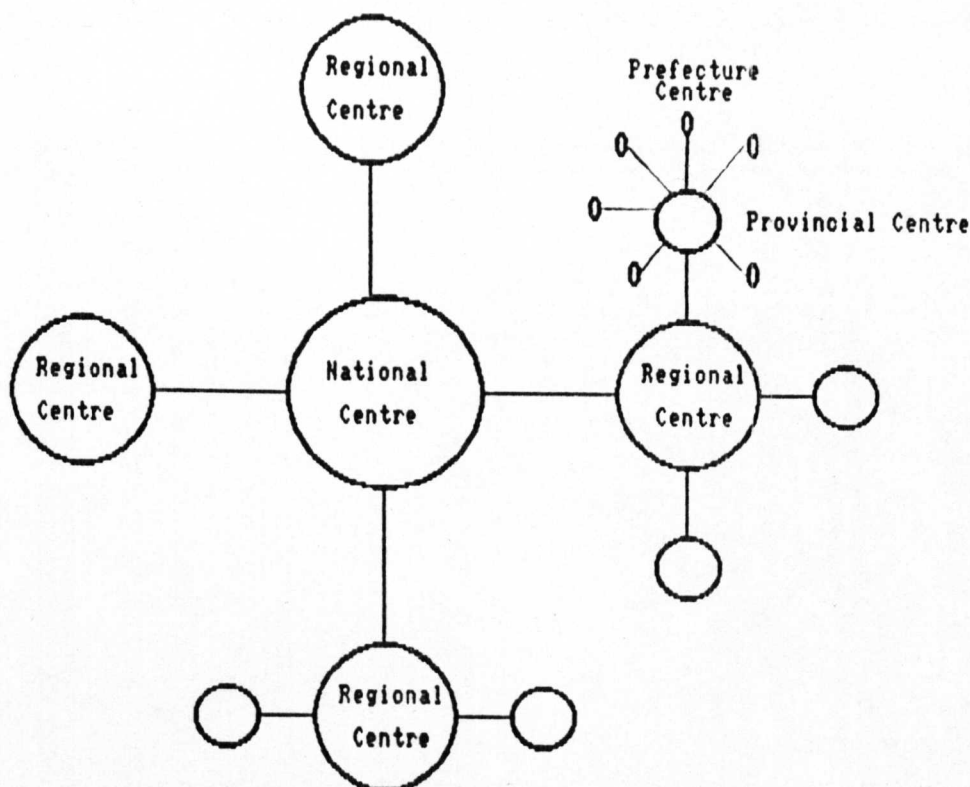 Regional
Centre
Prefecture
Centre
Provincial Centre
Regional
Centre
National
Centre
Regional
Centre
Regional
Centre